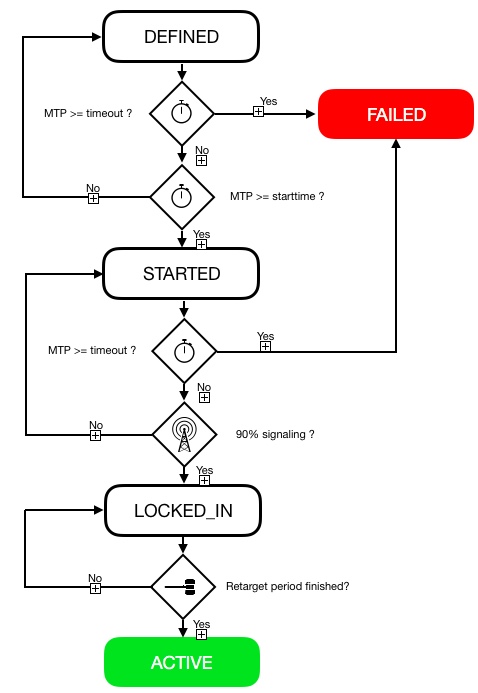 DEFINED
MTP >= timeout ?
Yes
FAILED
No
No
MTP >= starttime ?
Yes
STARTED
MTP >= timeout ?
Yes
No
No
90% signaling ?
Yes
LOCKED_IN
No
Retarget period finished?
Yes
ACTIVE